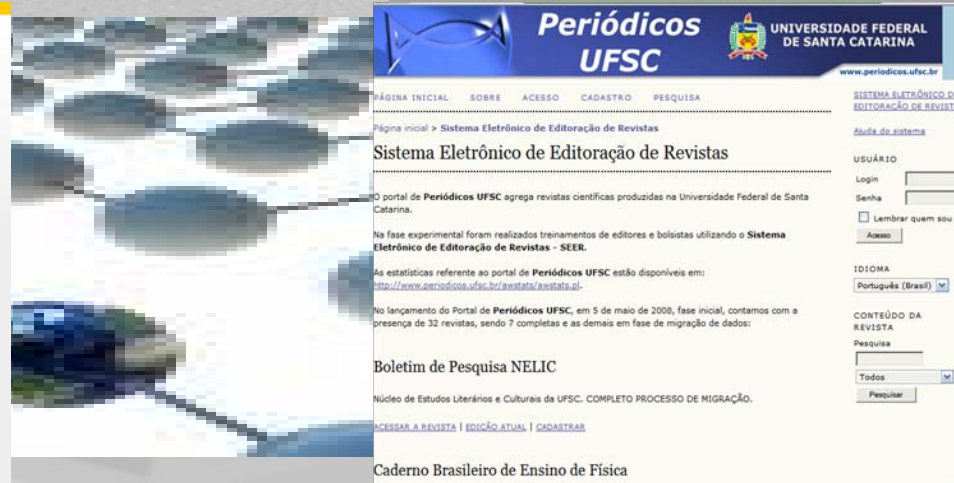 Periódicos
UFSC
UNIVERSIDADE FEDERAL
DE SANTA CATARINA
www.periodicos.ufsc.br
PÁGINA INICIAL SOBRE ACESSO CADASTRO PESQUISA
Página inicial > Sistema Eletrônico de Editoração de Revistas
Sistema Eletrônico de Editoração de Revistas
O portal de Periódicos UFSC agrega revistas científicas produzidas na Universidade Federal de Santa
Catarina.
Na fase experimental foram realizados treinamentos de editores e bolsistas utilizando o Sistema
Eletrônico de Editoração de Revistas - SEER.
As estatísticas referente ao portal de Periódicos UFSC estão disponíveis em:
http://www.periodicos.ufsc.br/awstats/awstats.pl.
No lançamento do Portal de Periódicos UFSC, em 5 de maio de 2008, fase inicial, contamos com a
presença de 32 revistas, sendo 7 completas e as demais em fase de migração de dados:
Boletim de Pesquisa NELIC
Núcleo de Estudos Literários e Culturais da UFSC. COMPLETO PROCESSO DE MIGRAÇÃO.
ACESSAR A REVISTA | EDIÇÃO ATUAL | CADASTRAR
Caderno Brasileiro de Ensino de Física
SISTEMA ELETRÔNICO D
EDITORAÇÃO DE REVIST
Ajuda do sistema
USUÁRIO
Login
Senha
Lembrar quem sou
Acesso
IDIOMA
Português (Brasil)
CONTEÚDO DA
REVISTA
Pesquisa
Todos
Pesquisar